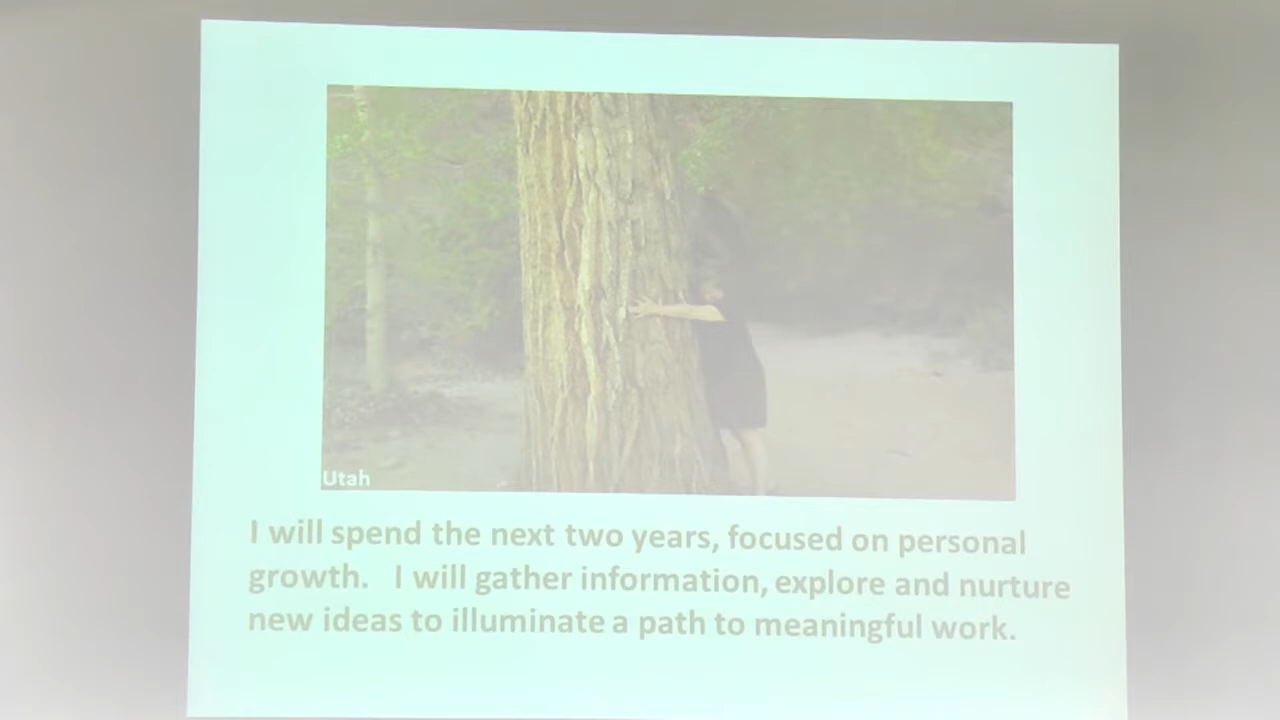 Utah
I will spend the next two years, focused on personal
growth. I will gather information, explore and nurture
new ideas to illuminate a path to meaningful work.